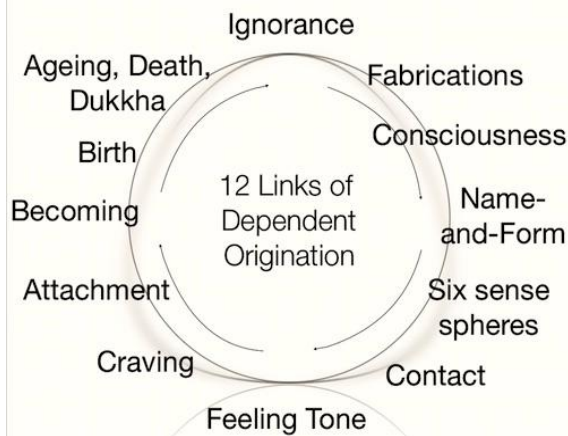 Ignorance
Fabrications
Consciousness
Name-
and-Form
Six sense
spheres
Contact
Feeling Tone
Craving
Attachment
Becoming
Birth
Ageing, Death,
Dukkha
12 Links of
Dependent
Origination